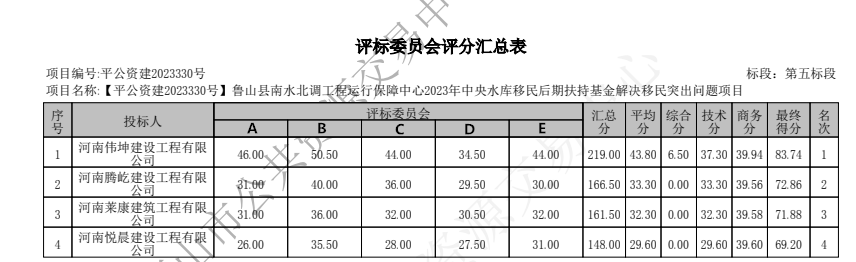 评标委员会评分汇总表
项目编号:平公资建2023330号 标段：第五标段
项目名称:【平公资建2023330号】鲁山县南水北调工程运行保障中心2023年中央水库移民后期扶持基金解决移民突出问题项目
序号 投标人 评标委员会 汇总分 平均分 综合分 技术分 商务分 最终得分 名次
A B C D E
1 河南伟坤建设工程有限公司 46.00 50.50 44.00 34.50 44.00 219.00 43.80 6.50 37.30 39.94 83.74 1
2 河南腾屹建设工程有限公司 31.00 40.00 36.00 29.50 30.00 166.50 33.30 0.00 33.30 39.56 72.86 2
3 河南莱康建筑工程有限公司 31.00 36.00 32.00 30.50 32.00 161.50 32.30 0.00 32.30 39.58 71.88 3
4 河南悦晨建设工程有限公司 26.00 35.50 28.00 27.50 31.00 148.00 29.60 0.00 29.60 39.60 69.20 4